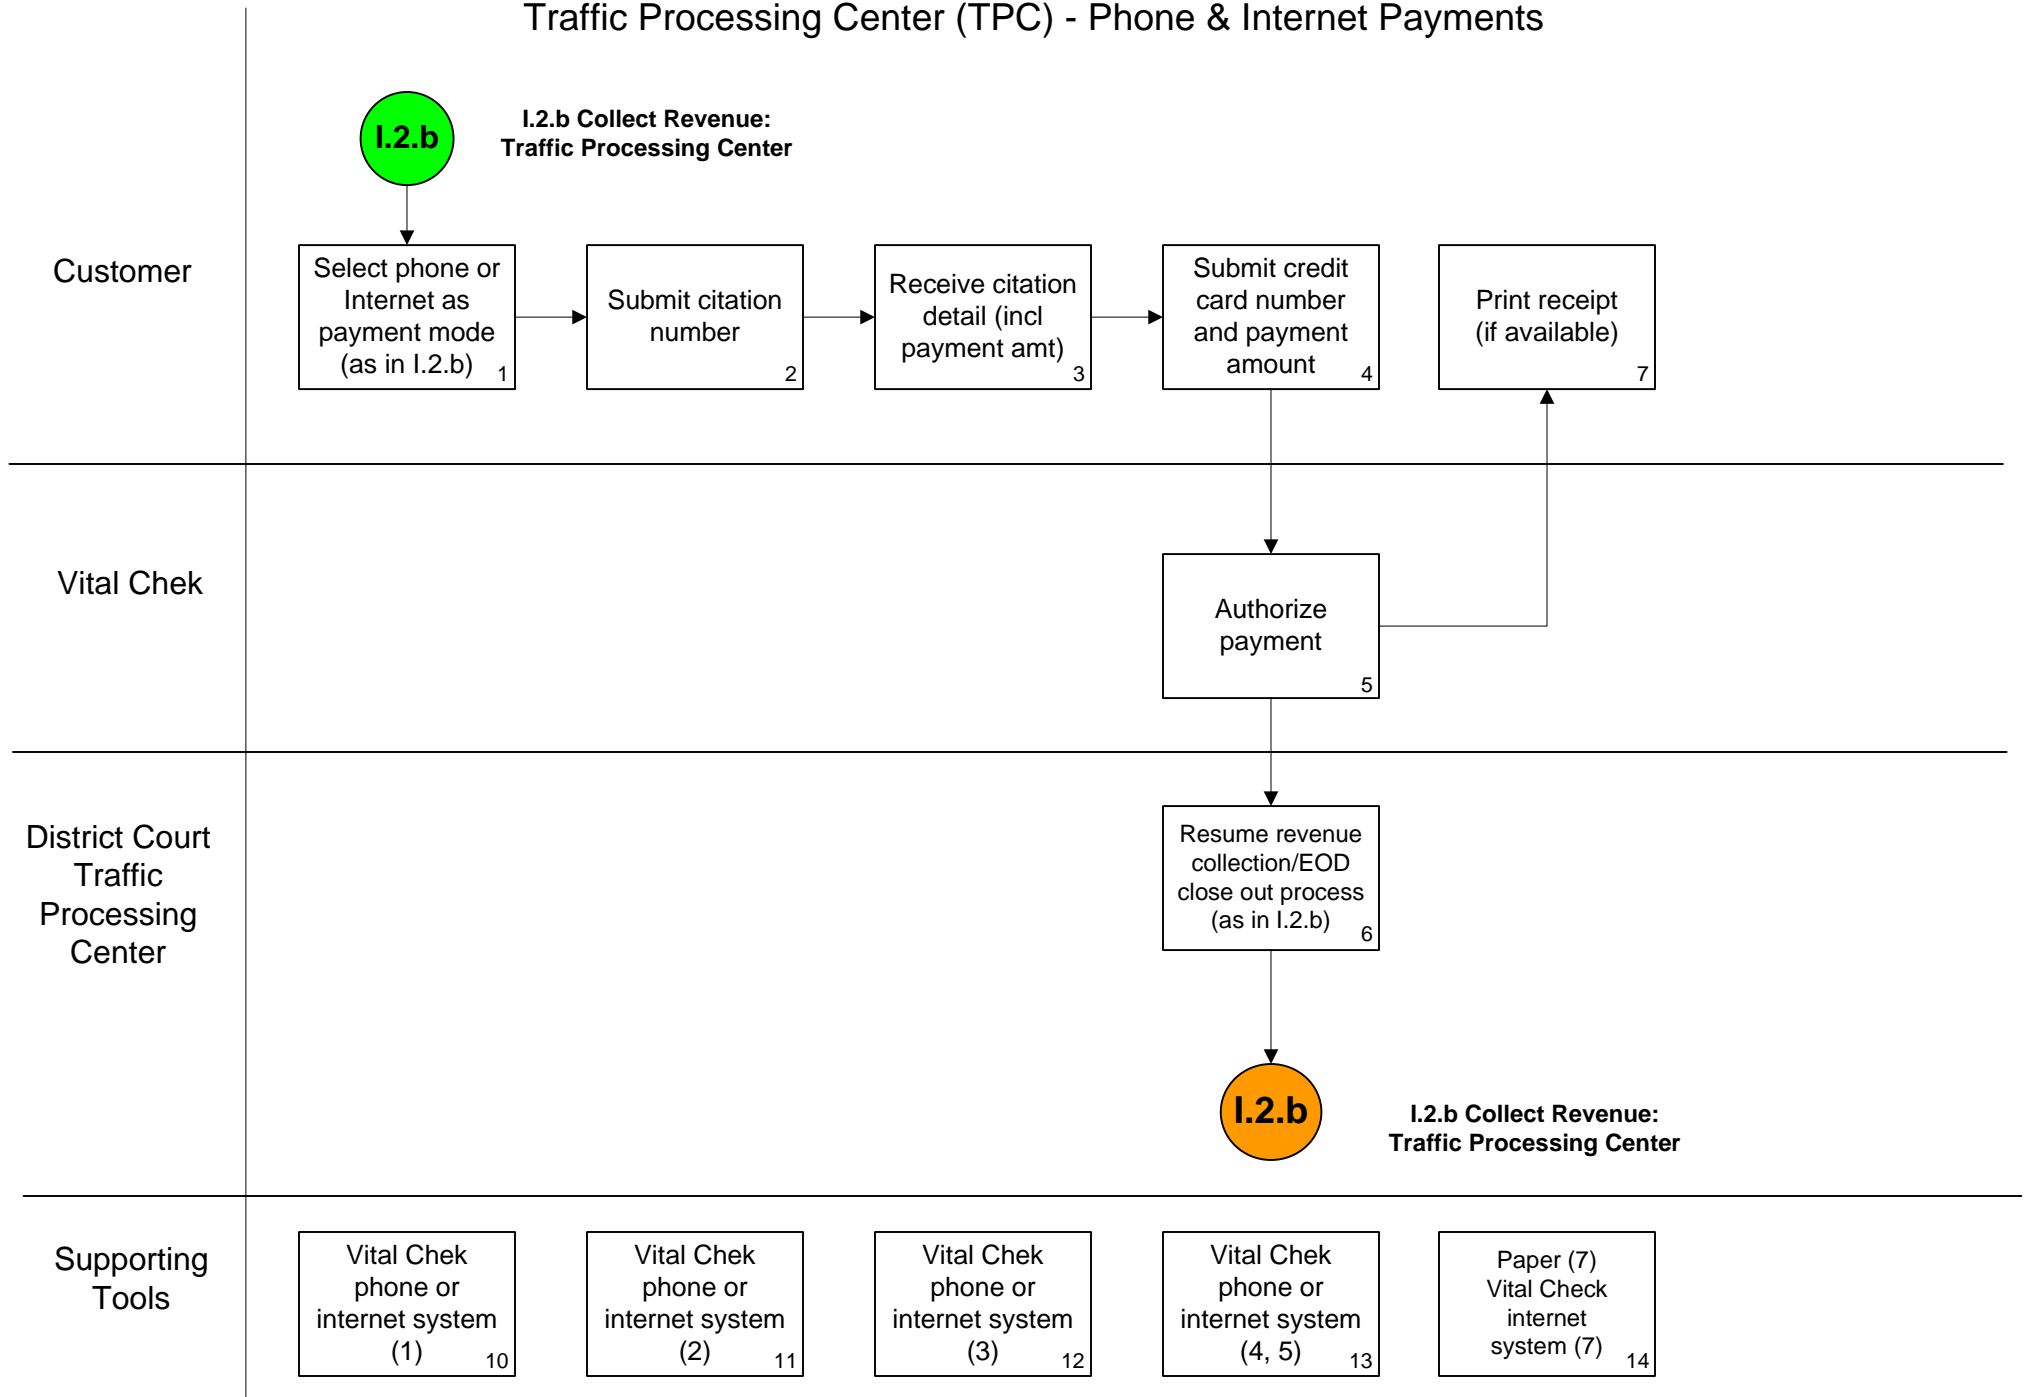 Traffic Processing Center (TPC) - Phone & Internet Payments
I.2.b
I.2.b Collect Revenue:
Traffic Processing Center
Customer
Select phone or
Internet as
payment mode
(as in I.2.b)
1
Submit citation
number
2
Receive citation
detail (incl
payment amt)
3
Submit credit
card number
and payment
amount
4
Print receipt
(if available)
7
Vital Chek
Authorize
payment
5
District Court
Traffic
Processing
Center
Resume revenue
collection/EOD
close out process
(as in I.2.b)
6
I.2.b
I.2.b Collect Revenue:
Traffic Processing Center
Supporting
Tools
Vital Chek
phone or
internet system
(1)
10
Vital Chek
phone or
internet system
(2)
11
Vital Chek
phone or
internet system
(3)
12
Vital Chek
phone or
internet system
(4, 5)
13
Paper (7)
Vital Check
internet
system (7)
14